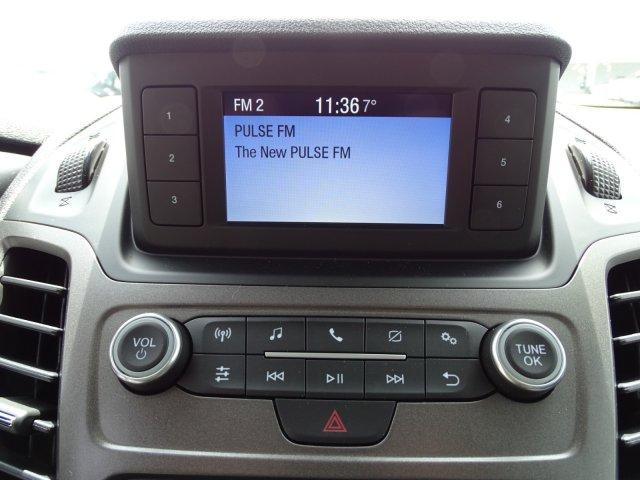 FM 2 11:36 7°
PULSE FM
The New PULSE FM
1
2
3
4
5
6
VOL
TUNE
OK